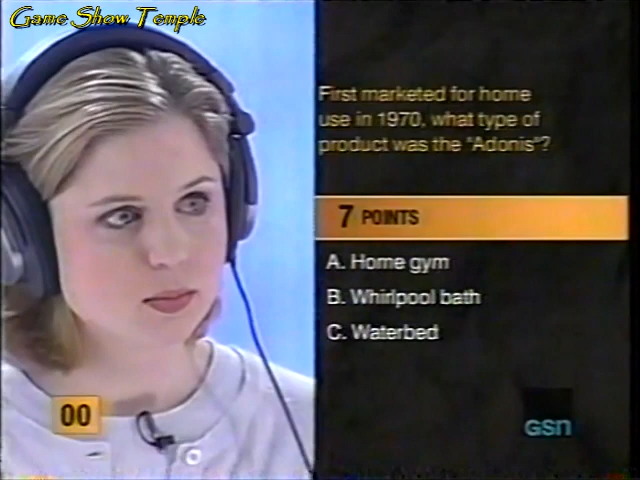 Game Show Temple
First marketed for home
use in 1970, what type of
product was the "Adonis"?
7 POINTS
A. Home gym
B. Whirlpool bath
C. Waterbed
00
GSN